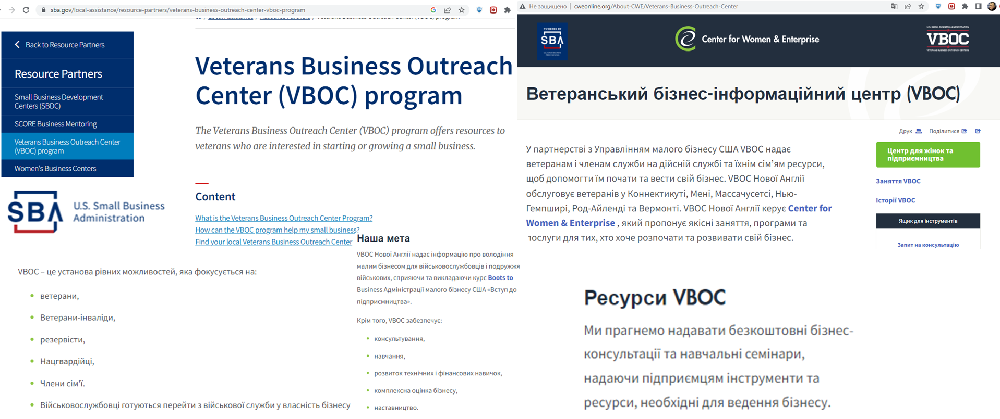 sba.gov/local-assistance/resource-partners/veterans-business-outreach-center-vboc-program
Back to Resource Partners
Resource Partners
Small Business Development
Centers (SBDC)
SCORE Business Mentoring
Veterans Business Outreach Center
(VBOC) program
Women's Business Centers
SBA
U.S. Small Business
Administration
Veterans Business Outreach
Center (VBOC) program
The Veterans Business Outreach Center (VBOC) program offers resources to
veterans who are interested in starting or growing a small business.
Content
What is the Veterans Business Outreach Center Program?
How can the VBOC program help my small business?
Find your local Veterans Business Outreach Center
VBOC – це установа рівних можливостей, яка фокусується на:
ветерани,
Ветерани-інваліди,
резервісти,
Нацгвардійці,
Члени сім'ї.
Військовослужбовці готуються перейти з військової служби у власність бізнесу
Наша мета
VBOC Нової Англії надає інформацію про володіння
малим бізнесом для військовослужбовців і подружжя
військових, сприяючи та викладаючи курс Boots to
Business Адміністрації малого бізнесу США «Вступ до
підприємництва».
Крім того, VBOC забезпечує:
консультування,
навчання,
розвиток технічних і фінансових навичок,
комплексна оцінка бізнесу,
наставництво.
Не защищено
cweonline.org/About-CWE/Veterans-Business-Outreach-Center
POWERED BY
SBA
U.S. Small Business
Administration
Center for Women & Enterprise
U.S. SMALL BUSINESS ADMINISTRATION
VBOC
VETERANS BUSINESS OUTREACH CENTERS
Ветеранський бізнес-інформаційний центр (VBOC)
Друк
Поділитися
У партнерстві з Управлінням малого бізнесу США VBOC надає
ветеранам і членам служби на дійсній службі та їхнім сім’ям ресурси,
щоб допомогти їм почати та вести свій бізнес. VBOC Нової Англії
обслуговує ветеранів у Коннектикуті, Мені, Массачусетсі, Нью-
Гемпширі, Род-Айленді та Вермонті. VBOC Нової Англії керує Center for
Women & Enterprise , який пропонує якісні заняття, програми та
послуги для тих, хто хоче розпочати та розвивати свій бізнес.
Центр для жінок та
підприємництва
Заняття VBOC
Історії VBOC
Ящик для інструментів
Запит на консультацію
Ресурси VBOC
Ми прагнемо надавати безкоштовні бізнес-
консультації та навчальні семінари,
надаючи підприємцям інструменти та
ресурси, необхідні для ведення бізнесу.